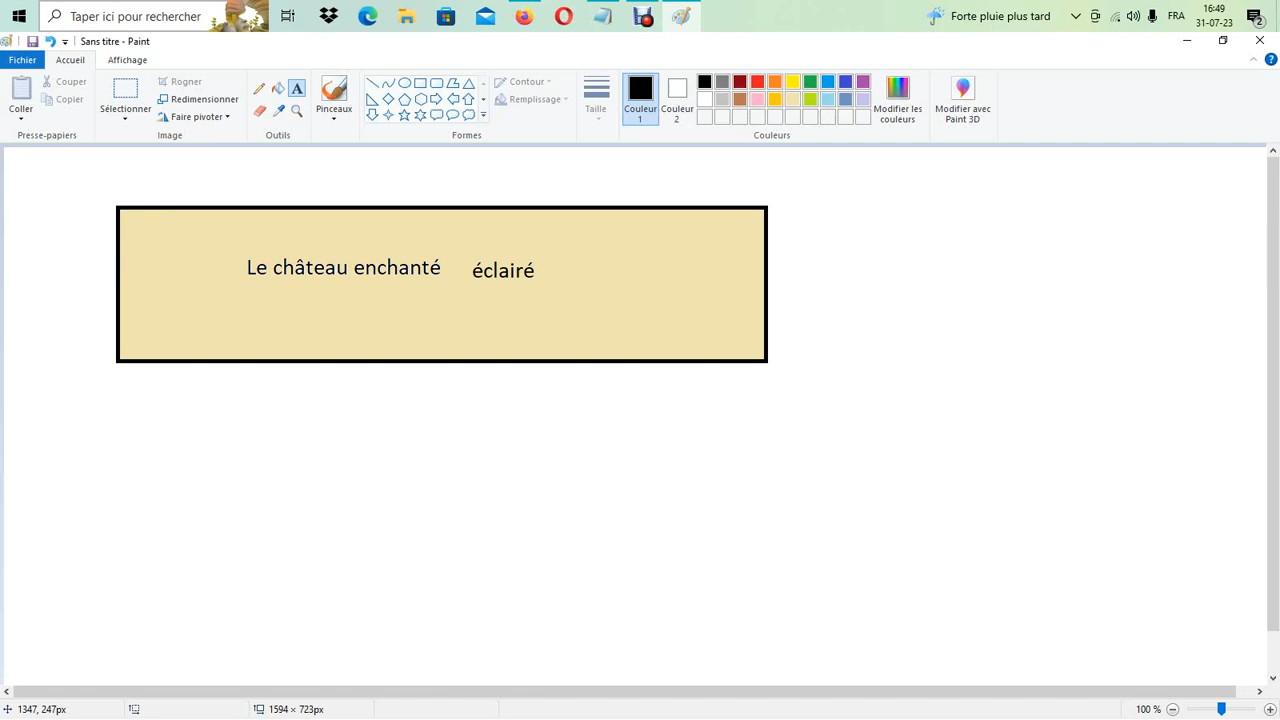 Taper ici pour rechercher
Forte pluie plus tard
FRA
16:49
31-07-23
2
Sans titre - Paint
Fichier
Accueil
Affichage
Coller
Couper
Copier
Presse-papiers
Sélectionner
Rogner
Redimensionner
Faire pivoter
Image
A
Outils
Pinceaux
Formes
Contour
Remplissage
Taille
Couleur 1
Couleur 2
Couleurs
Modifier les couleurs
Modifier avec Paint 3D
Le château enchanté éclairé
1347, 247px
1594 × 723px
100 %